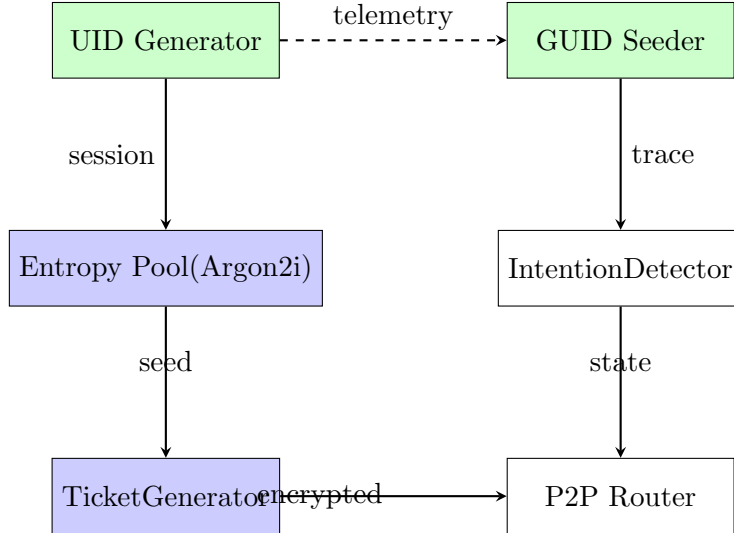 telemetry
UID Generator
GUID Seeder
session
trace
Entropy Pool(Argon2i)
IntentionDetector
seed
state
TicketGenerator
encrypted
P2P Router